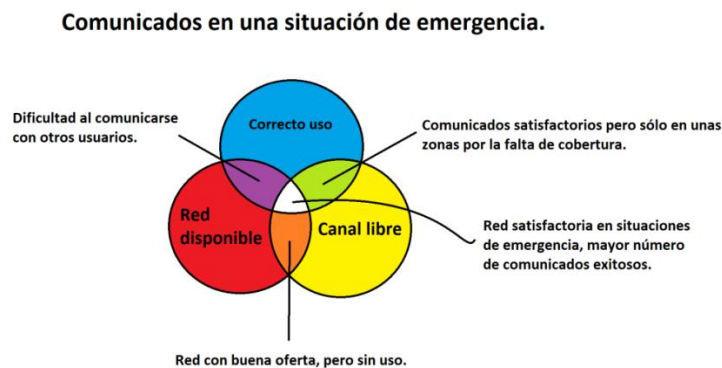 Comunicados en una situación de emergencia.
Dificultad al comunicarse
con otros usuarios.
Correcto uso
Comunicados satisfactorios pero sólo en unas
zonas por la falta de cobertura.
Red
disponible
Canal libre
Red satisfactoria en situaciones
de emergencia, mayor número
de comunicados exitosos.
Red con buena oferta, pero sin uso.